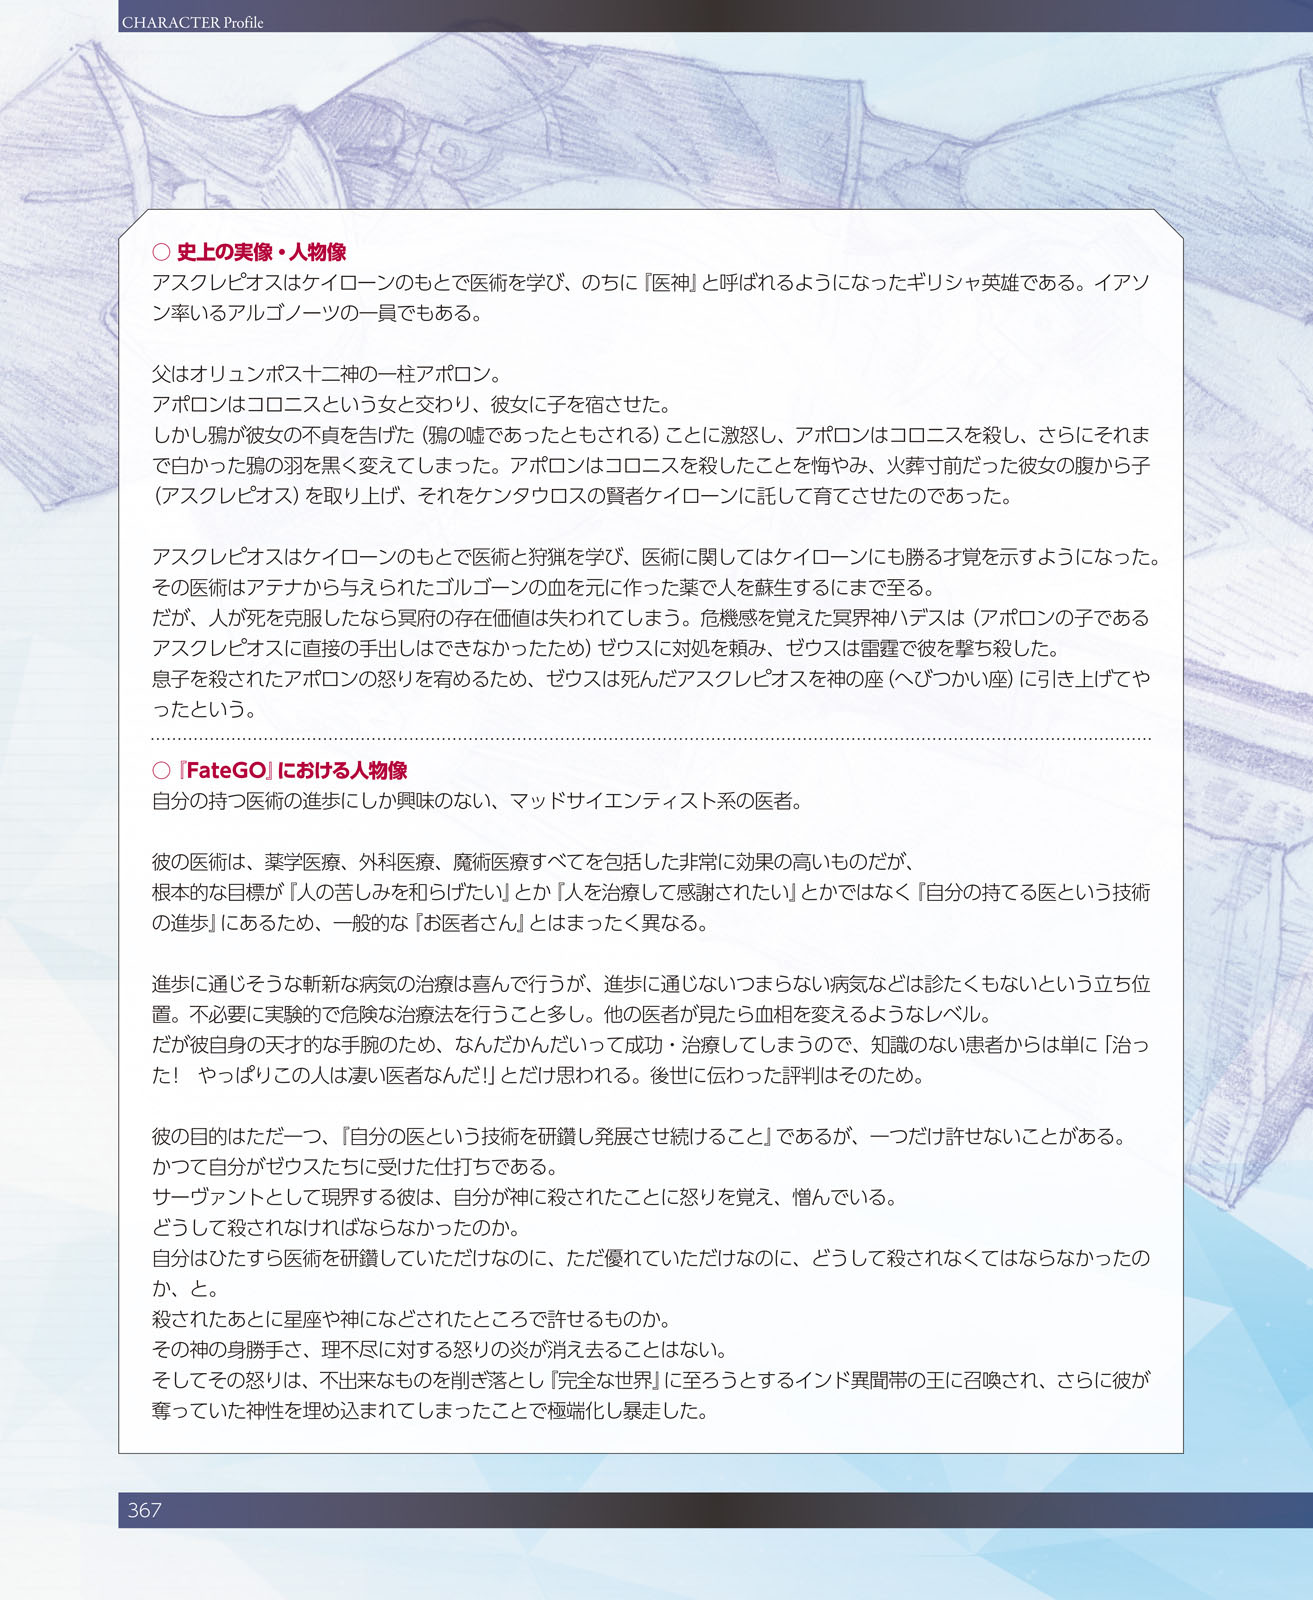 CHARACTER Profile
○ 史上の実像・人物像
アスクレピオスはケイローンのもとで医術を学び、のちに『医神』と呼ばれるようになったギリシャ英雄である。イアソ
ン率いるアルゴノーツの一員でもある。
父はオリュンポス十二神の一柱アポロン。
アポロンはコロニスという女と交わり、彼女に子を宿させた。
しかし鴉が彼女の不貞を告げた（鴉の嘘であったともされる）ことに激怒し、アポロンはコロニスを殺し、さらにそれま
で白かった鴉の羽を黒く変えてしまった。アポロンはコロニスを殺したことを悔やみ、火葬寸前だった彼女の腹から子
（アスクレピオス）を取り上げ、それをケンタウロスの賢者ケイローンに託して育てさせたのであった。
アスクレピオスはケイローンのもとで医術と狩猟を学び、医術に関してはケイローンにも勝る才覚を示すようになった。
その医術はアテナから与えられたゴルゴーンの血を元に作った薬で人を蘇生するにまで至る。
だが、人が死を克服したなら冥府の存在価値は失われてしまう。危機感を覚えた冥界神ハデスは（アポロンの子である
アスクレピオスに直接の手出しはできなかったため）ゼウスに対処を頼み、ゼウスは雷霆で彼を撃ち殺した。
息子を殺されたアポロンの怒りを宥めるため、ゼウスは死んだアスクレピオスを神の座（へびつかい座）に引き上げてや
ったという。
○『FateGO』における人物像
自分の持つ医術の進歩にしか興味のない、マッドサイエンティスト系の医者。
彼の医術は、薬学医療、外科医療、魔術医療すべてを包括した非常に効果の高いものだが、
根本的な目標が『人の苦しみを和らげたい』とか『人を治療して感謝されたい』とかではなく『自分の持てる医という技術
の進歩』にあるため、一般的な『お医者さん』とはまったく異なる。
進歩に通じそうな斬新な病気の治療は喜んで行うが、進歩に通じないつまらない病気などは診たくもないという立ち位
置。不必要に実験的で危険な治療法を行うこと多し。他の医者が見たら血相を変えるようなレベル。
だが彼自身の天才的な手腕のため、なんだかんだいって成功・治療してしまうので、知識のない患者からは単に「治っ
た！　やっぱりこの人は凄い医者なんだ！」とだけ思われる。後世に伝わった評判はそのため。
彼の目的はただ一つ、『自分の医という技術を研鑽し発展させ続けること』であるが、一つだけ許せないことがある。
かつて自分がゼウスたちに受けた仕打ちである。
サーヴァントとして現界する彼は、自分が神に殺されたことに怒りを覚え、憎んでいる。
どうして殺されなければならなかったのか。
自分はひたすら医術を研鑽していただけなのに、ただ優れていただけなのに、どうして殺されなくてはならなかったの
か、と。
殺されたあとに星座や神になどされたところで許せるものか。
その神の身勝手さ、理不尽に対する怒りの炎が消え去ることはない。
そしてその怒りは、不出来なものを削ぎ落とし『完全な世界』に至ろうとするインド異聞帯の王に召喚され、さらに彼が
奪っていた神性を埋め込まれてしまったことで極端化し暴走した。
367